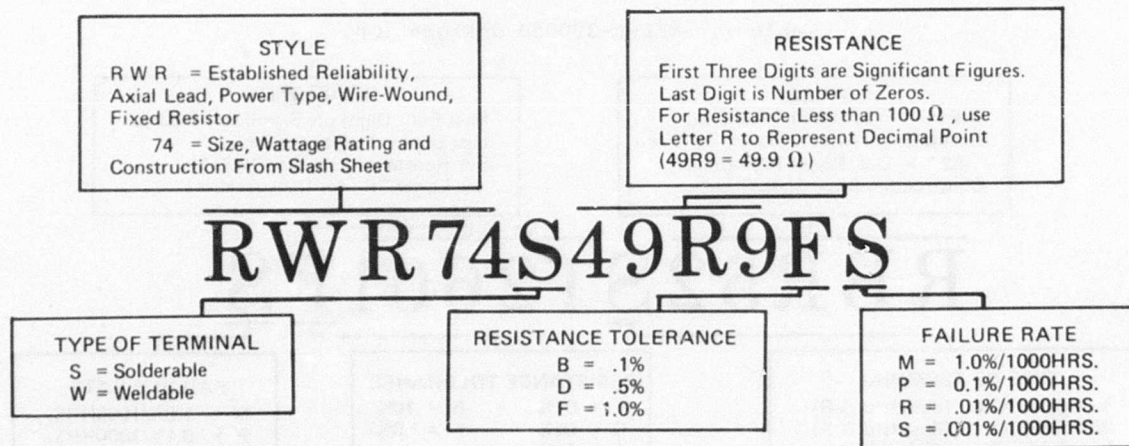 STYLE
R W R = Established Reliability,
Axial Lead, Power Type, Wire-Wound,
Fixed Resistor
74 = Size, Wattage Rating and
Construction From Slash Sheet
RESISTANCE
First Three Digits are Significant Figures.
Last Digit is Number of Zeros.
For Resistance Less than 100 Ω , use
Letter R to Represent Decimal Point
(49R9 = 49.9 Ω )
RWR74S49R9FS
TYPE OF TERMINAL
S = Solderable
W = Weldable
RESISTANCE TOLERANCE
B .1%
D = .5%
F = 1.0%
FAILURE RATE
M = 1.0%/1000HRS.
P = 0.1%/1000HRS.
R = .01%/1000HRS.
S = .001%/1000HRS.